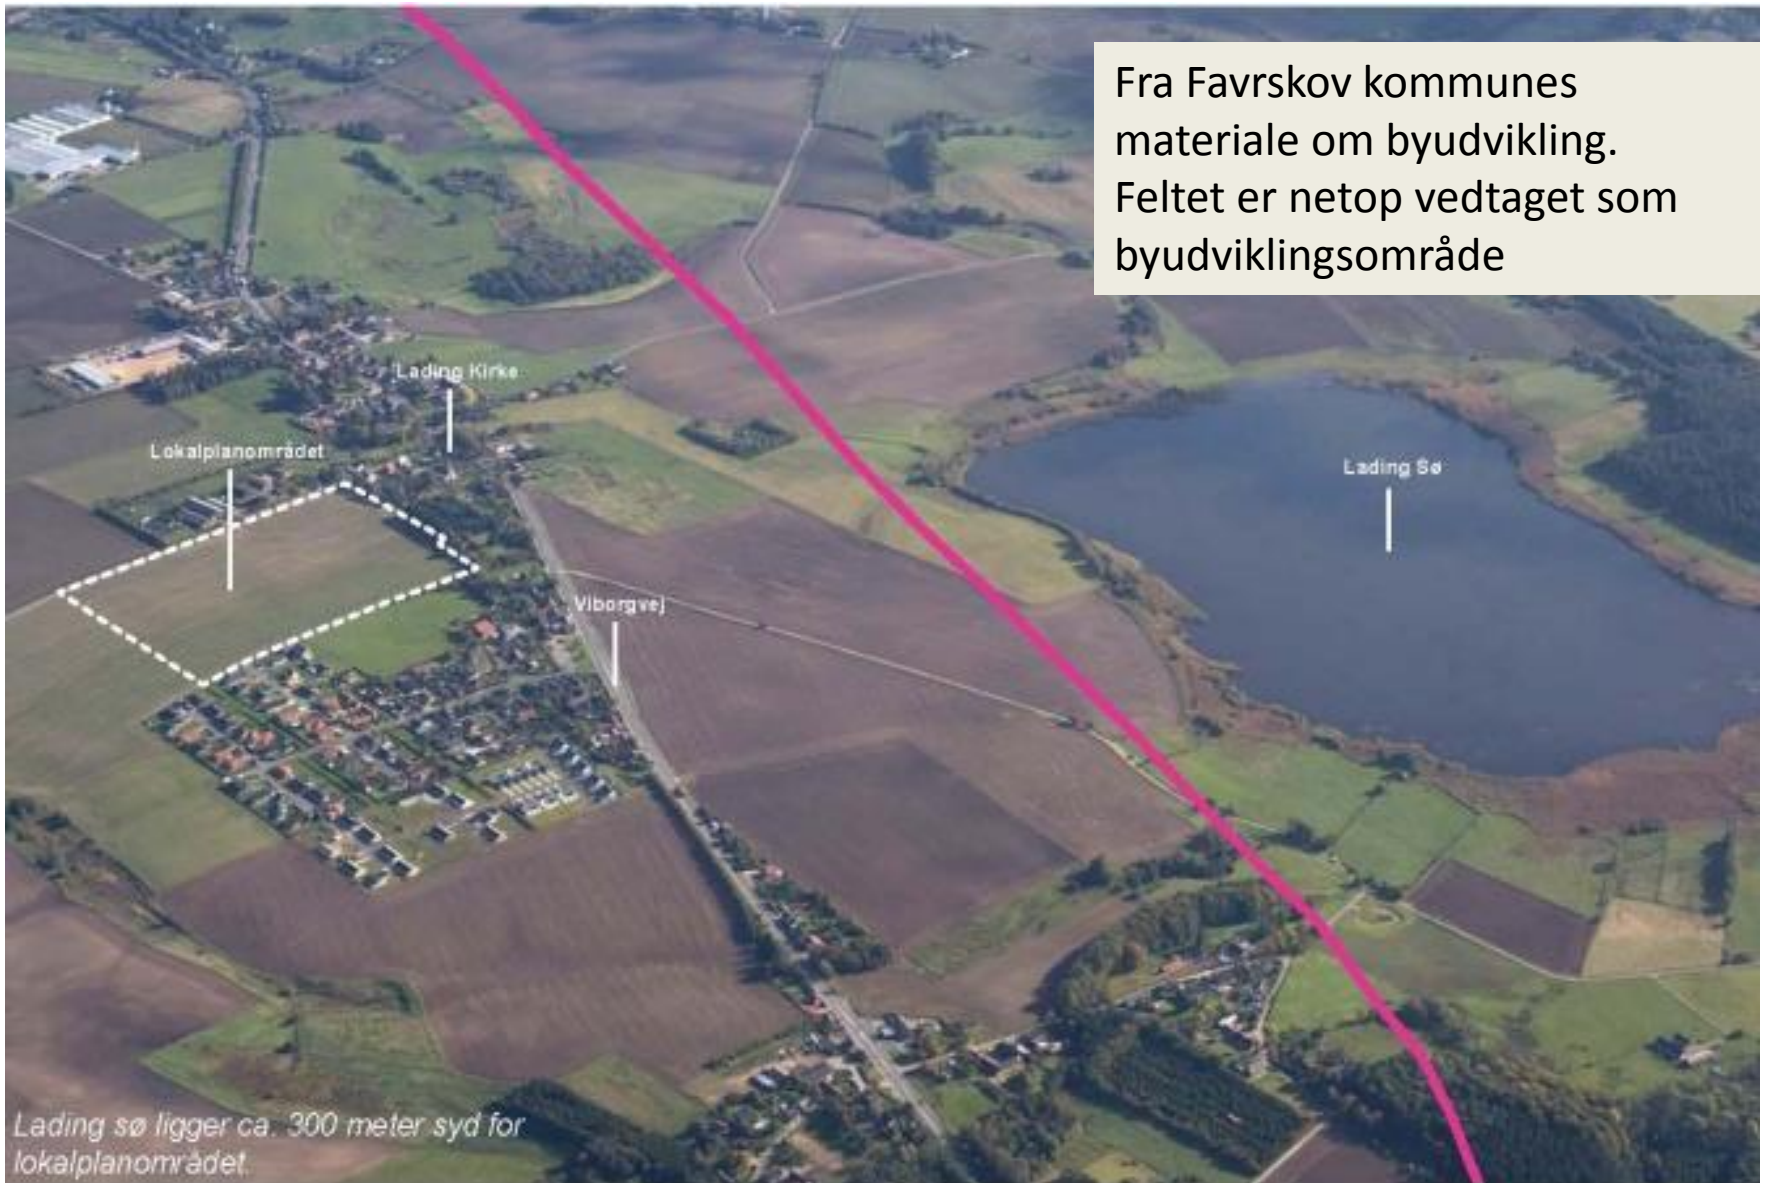 Fra Favrskov kommunes
materiale om byudvikling.
Feltet er netop vedtaget som
byudviklingsområde
Lading Kirke
Lokalplanområdet
Lading Sø
Viborgvej
Lading sø ligger ca. 300 meter syd for
lokalplanområdet.